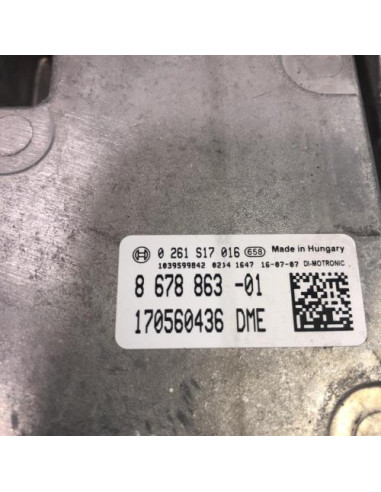 0 261 S17 016 658 Made in Hungary
1039S99842 0204 1647 16-07-07 DI-MOTRONIC
8 678 863 -01
170560436 DME